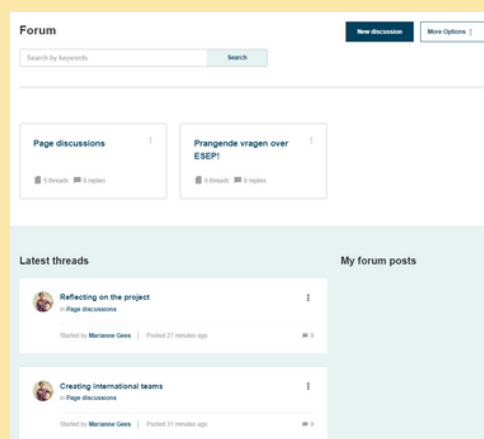 Forum
New discussion
More Options
Search by keywords
Search
Page discussions
5 threads 0 replies
Prangende vragen over
ESEP!
0 threads 0 replies
Latest threads
My forum posts
Reflecting on the project
in Page discussions
Started by Marianne Gees | Posted 27 minutes ago
0
Creating international teams
in Page discussions
Started by Marianne Gees | Posted 31 minutes ago
0